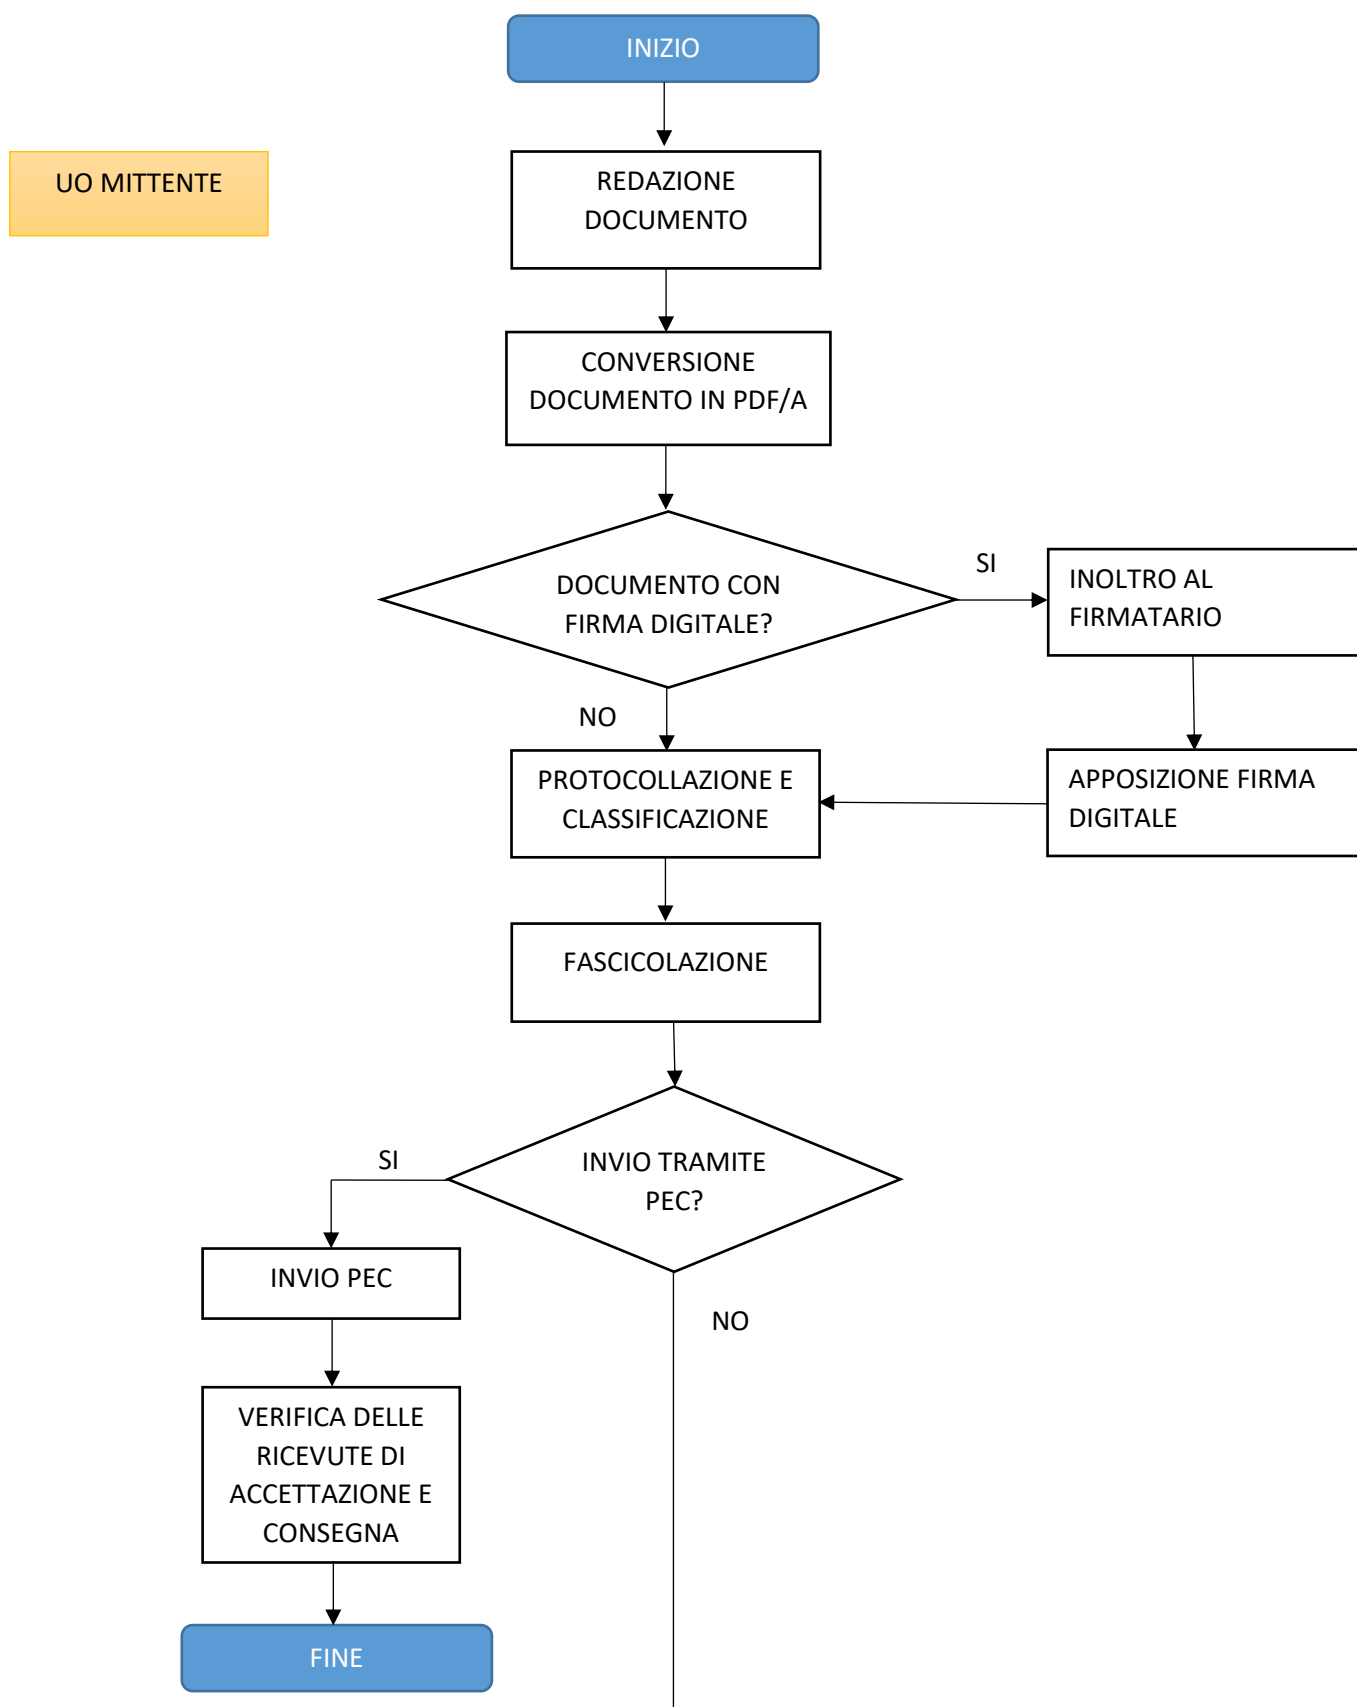 INIZIO
UO MITTENTE
REDAZIONE
DOCUMENTO
CONVERSIONE
DOCUMENTO IN PDF/A
DOCUMENTO CON
FIRMA DIGITALE?
SI
INOLTRO AL
FIRMATARIO
NO
PROTOCOLLAZIONE E
CLASSIFICAZIONE
APPOSIZIONE FIRMA
DIGITALE
FASCICOLAZIONE
INVIO TRAMITE
PEC?
SI
INVIO PEC
NO
VERIFICA DELLE
RICEVUTE DI
ACCETTAZIONE E
CONSEGNA
FINE